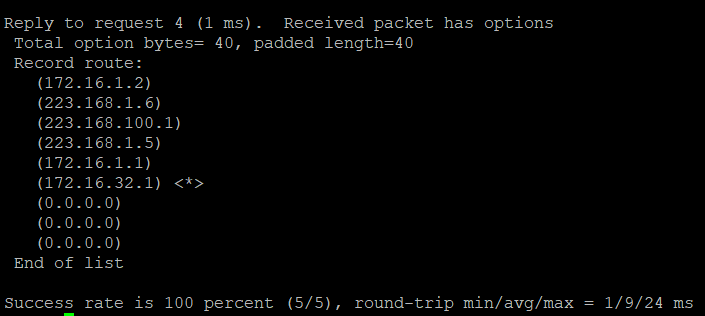 Reply to request 4 (1 ms).  Received packet has options
 Total option bytes= 40, padded length=40
 Record route:
   (172.16.1.2)
   (223.168.1.6)
   (223.168.100.1)
   (223.168.1.5)
   (172.16.1.1)
   (172.16.32.1) <*>
   (0.0.0.0)
   (0.0.0.0)
   (0.0.0.0)
 End of list
Success rate is 100 percent (5/5), round-trip min/avg/max = 1/9/24 ms